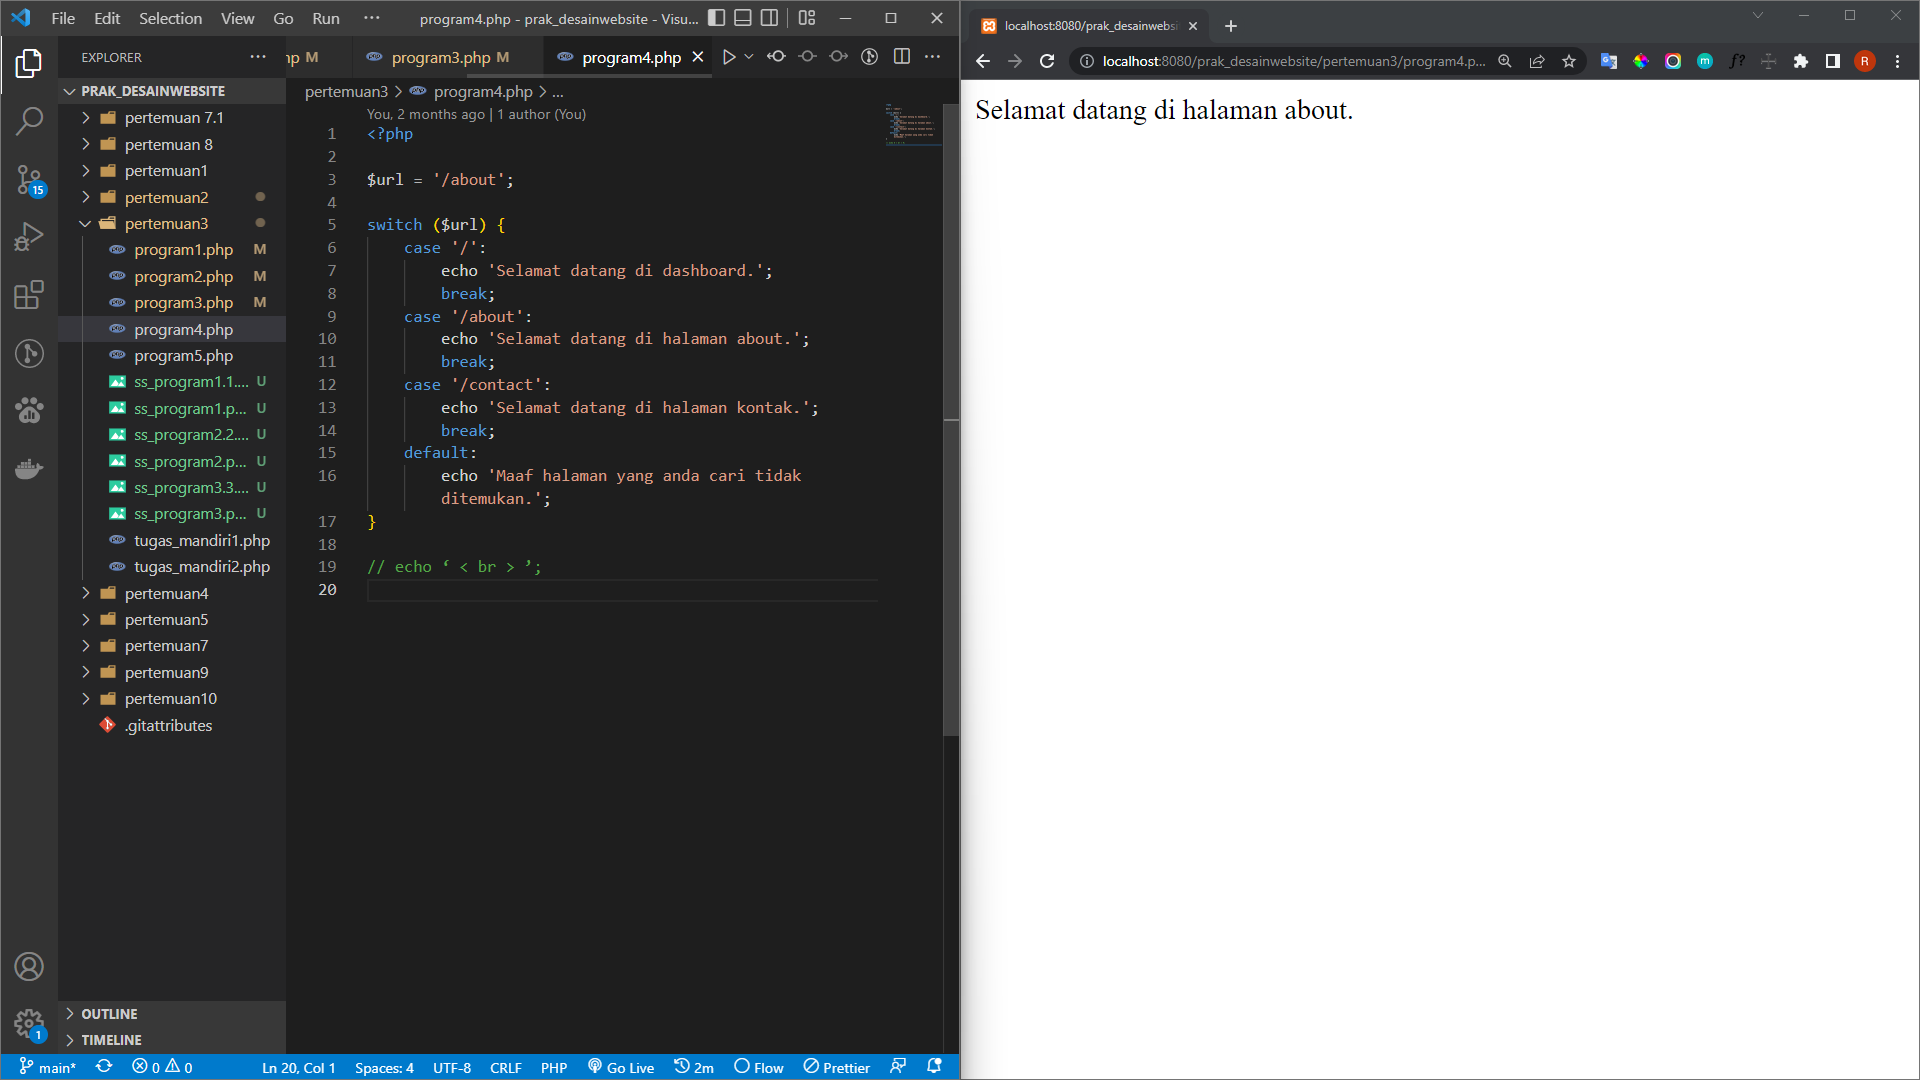 File Edit Selection View Go Run ··· program4.php - prak_desainwebsite - Visu...
EXPLORER ···
PRAK_DESAINWEBSITE
pertemuan 7.1
pertemuan 8
pertemuan1
pertemuan2
pertemuan3
program1.php M
program2.php M
program3.php M
program4.php
program5.php
ss_program1.1.... U
ss_program1.p... U
ss_program2.2.... U
ss_program2.p... U
ss_program3.3.... U
ss_program3.p... U
tugas_mandiri1.php
tugas_mandiri2.php
pertemuan4
pertemuan5
pertemuan7
pertemuan9
pertemuan10
.gitattributes
OUTLINE
TIMELINE
15
1
hp M program3.php M program4.php
pertemuan3 > program4.php > ...
You, 2 months ago | 1 author (You)
1 <?php
2
3 $url = '/about';
4
5 switch ($url) {
6 case '/':
7 echo 'Selamat datang di dashboard.';
8 break;
9 case '/about':
10 echo 'Selamat datang di halaman about.';
11 break;
12 case '/contact':
13 echo 'Selamat datang di halaman kontak.';
14 break;
15 default:
16 echo 'Maaf halaman yang anda cari tidak
ditemukan.';
17 }
18
19 // echo ‘ < br > ’;
20
main* 0 0 Ln 20, Col 1 Spaces: 4 UTF-8 CRLF PHP Go Live 2m Flow Prettier
localhost:8080/prak_desainwebsi
localhost:8080/prak_desainwebsite/pertemuan3/program4.p... m f? R
Selamat datang di halaman about.